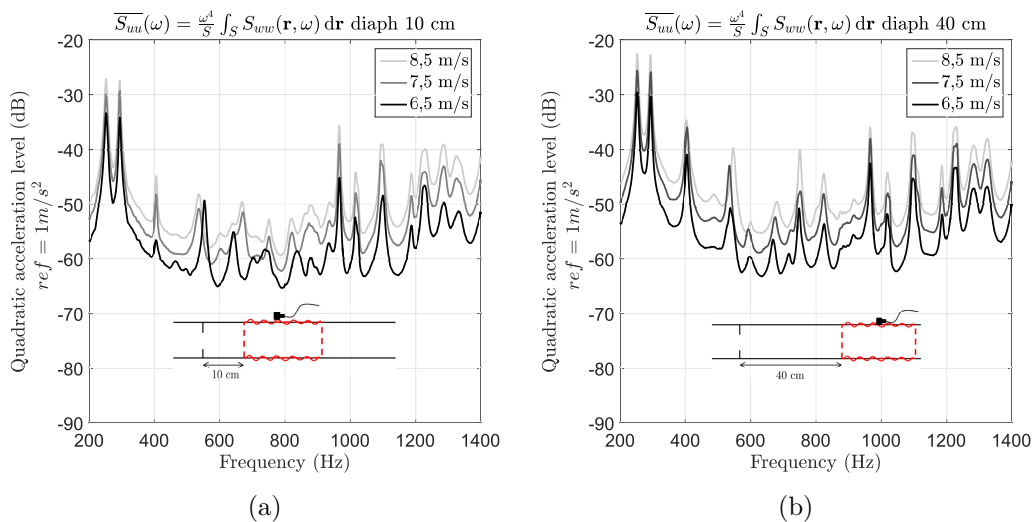 $\overline{S_{uu}}(\omega) = \frac{\omega^4}{S} \int_S S_{ww}(\mathbf{r}, \omega) \, \mathrm{d}\mathbf{r}$ diaph 10 cm
-20
-30
-40
-50
-60
-70
-80
-90
Quadratic acceleration level (dB)
$ref = 1m/s^2$
8,5 m/s
7,5 m/s
6,5 m/s
10 cm
200 400 600 800 1000 1200 1400
Frequency (Hz)
(a)
$\overline{S_{uu}}(\omega) = \frac{\omega^4}{S} \int_S S_{ww}(\mathbf{r}, \omega) \, \mathrm{d}\mathbf{r}$ diaph 40 cm
-20
-30
-40
-50
-60
-70
-80
-90
Quadratic acceleration level (dB)
$ref = 1m/s^2$
8,5 m/s
7,5 m/s
6,5 m/s
40 cm
200 400 600 800 1000 1200 1400
Frequency (Hz)
(b)